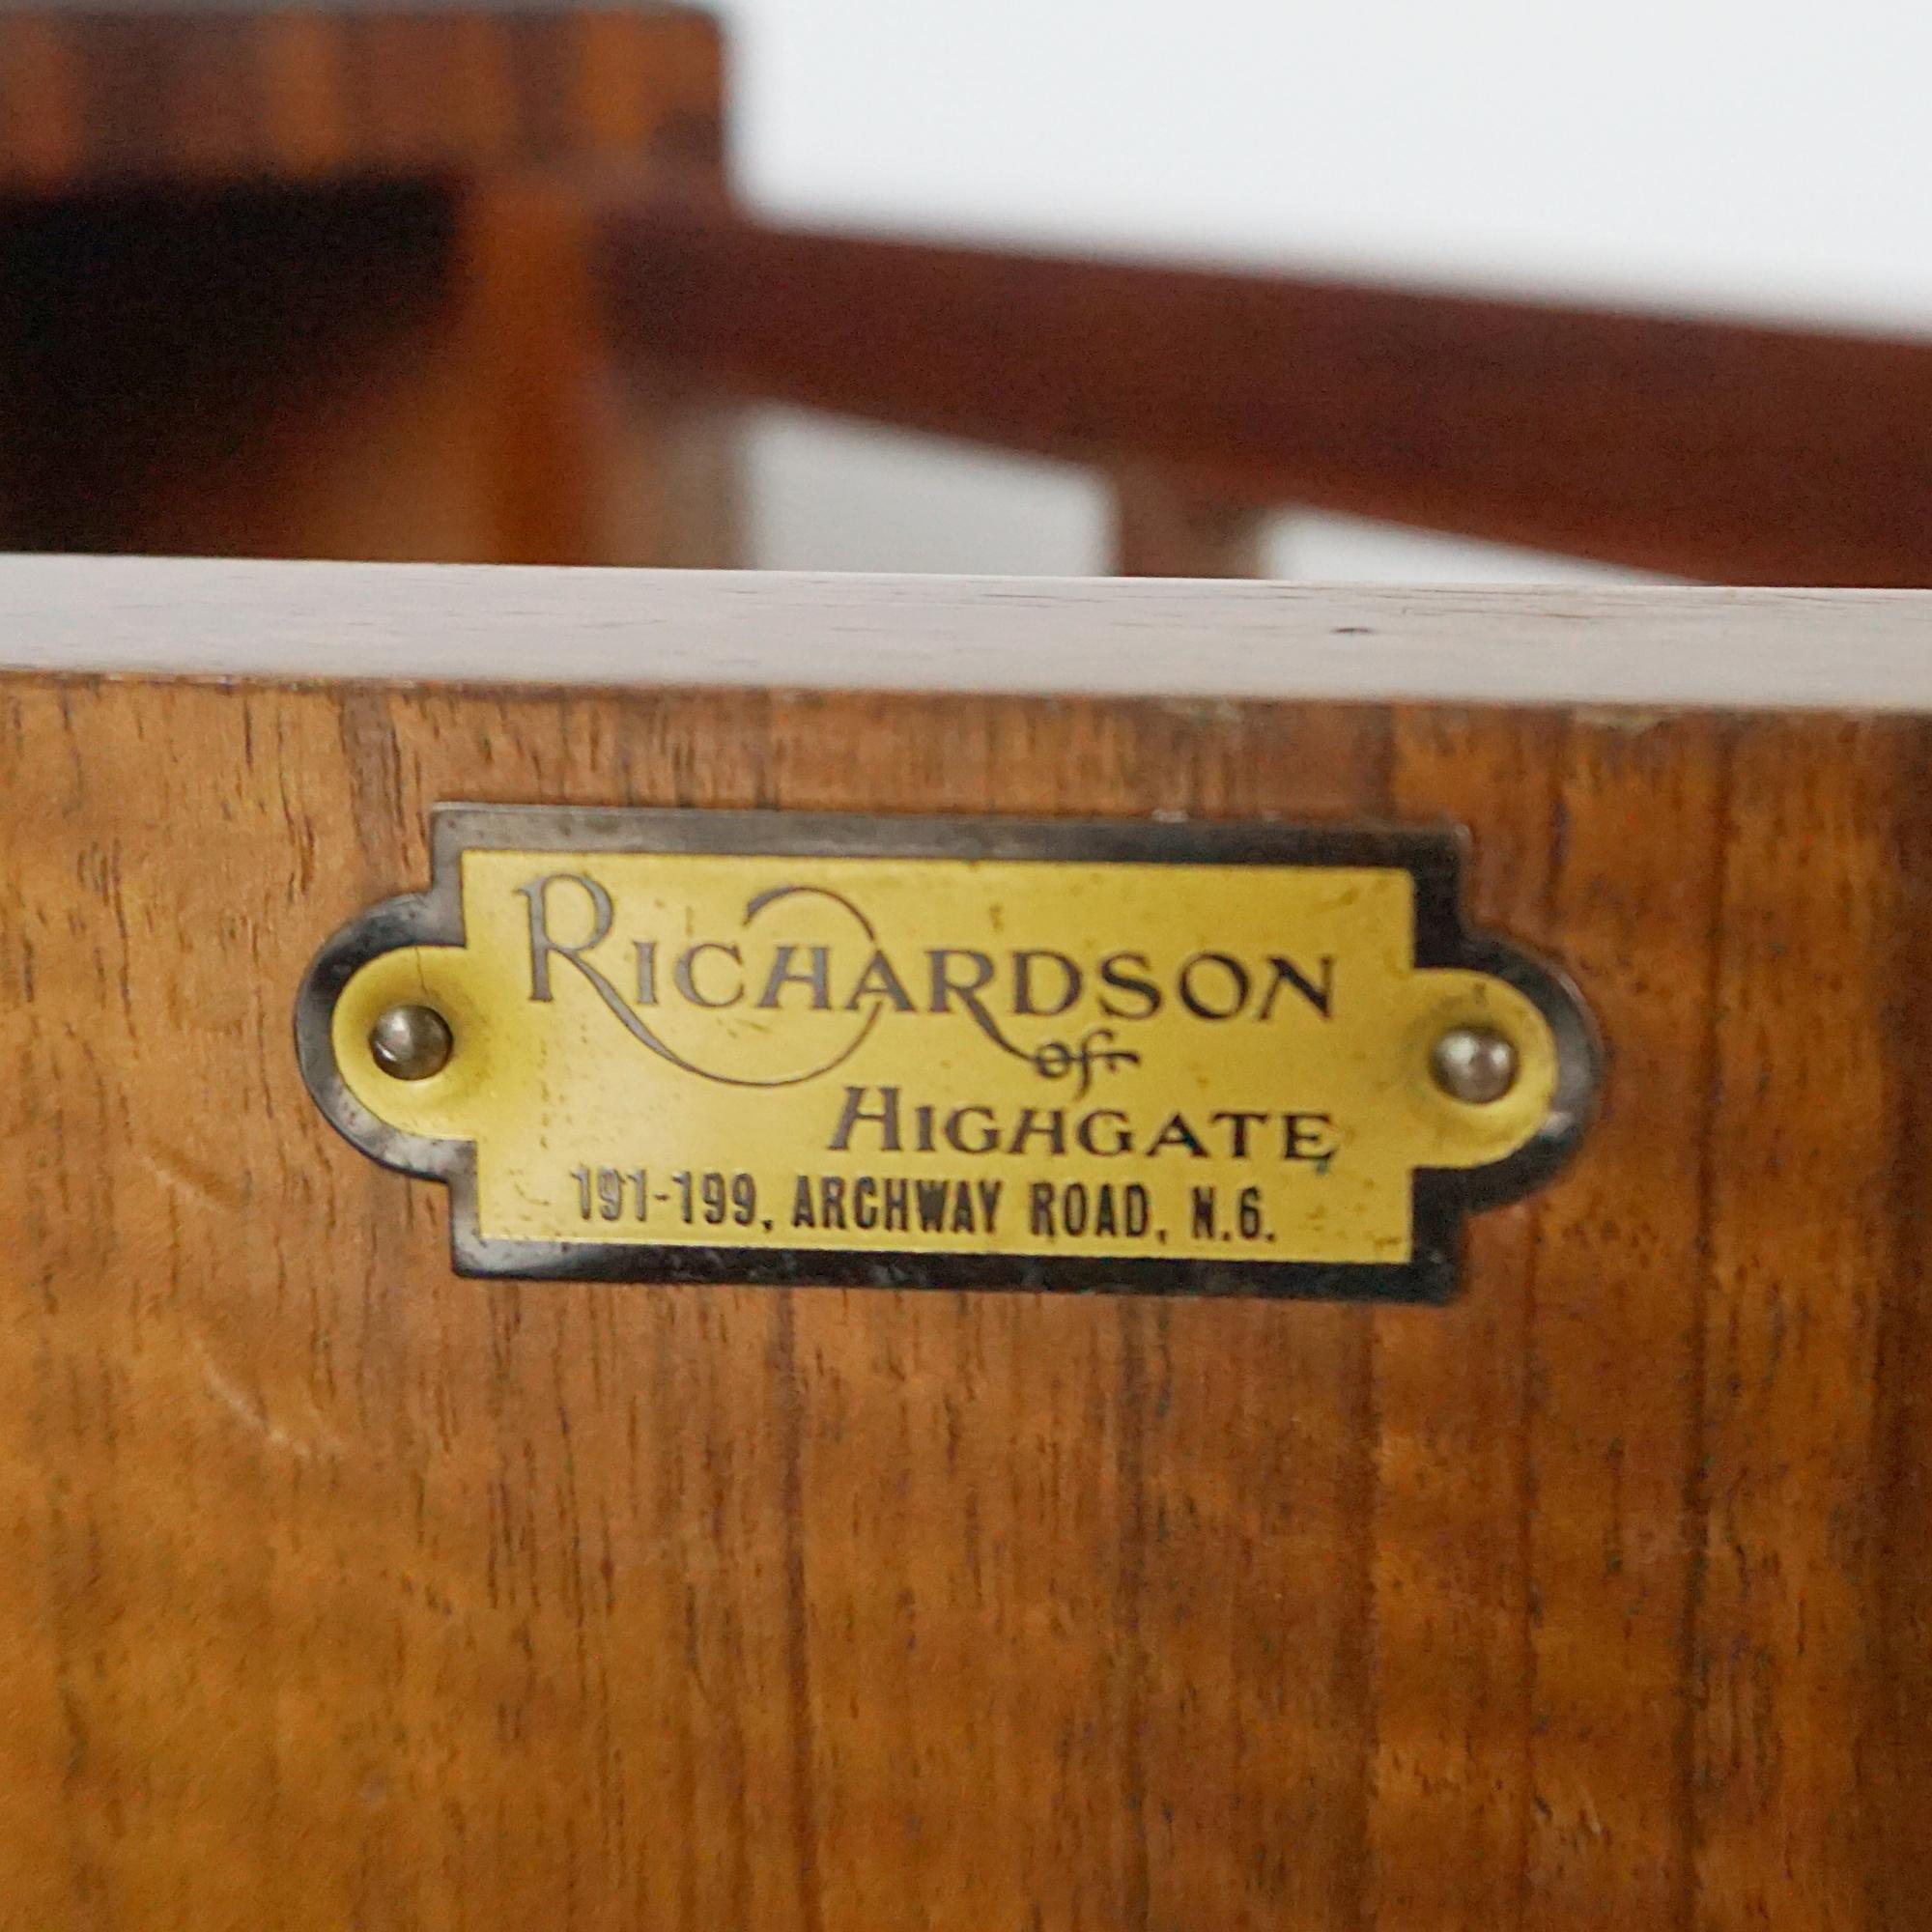 RICHARDSON
of
HIGHGATE
191-199, ARCHWAY ROAD, N.6.